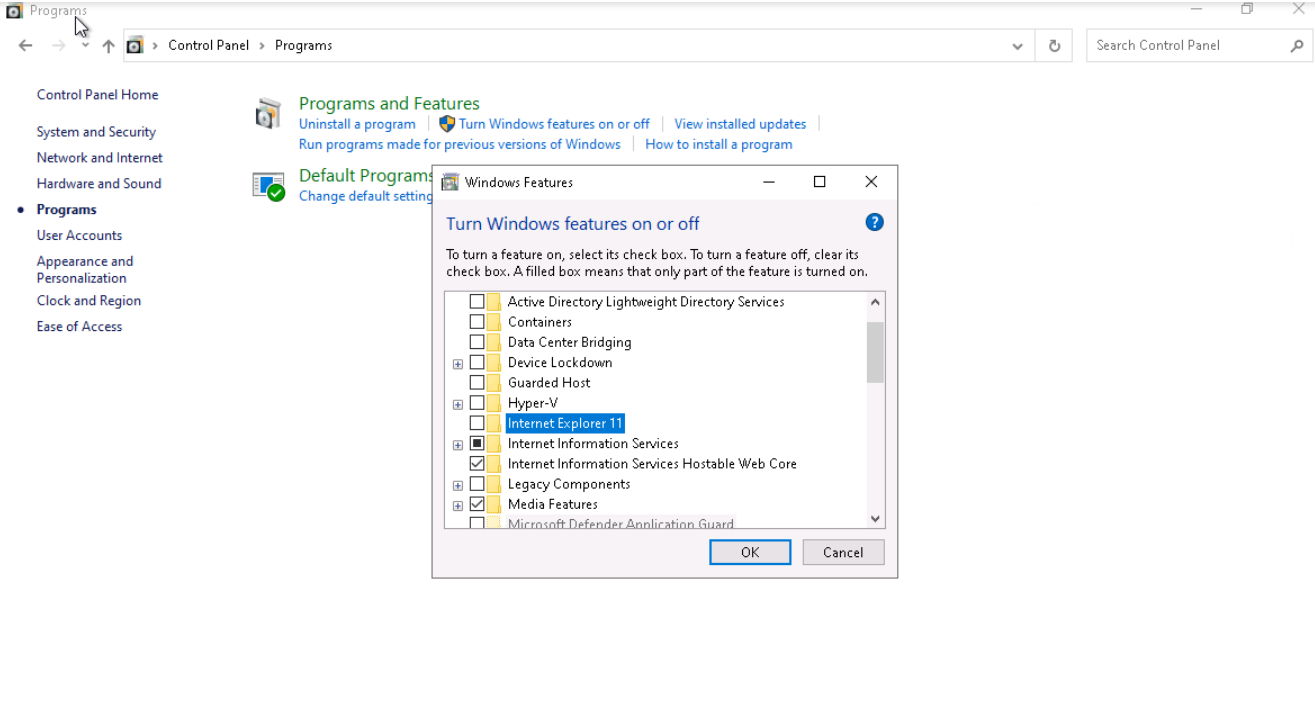 Programs
Control Panel > Programs
Search Control Panel
Control Panel Home
System and Security
Network and Internet
Hardware and Sound
Programs
User Accounts
Appearance and
Personalization
Clock and Region
Ease of Access
Programs and Features
Uninstall a program
Turn Windows features on or off
View installed updates
Run programs made for previous versions of Windows
How to install a program
Default Programs
Change default setting
Windows Features
Turn Windows features on or off
To turn a feature on, select its check box. To turn a feature off, clear its
check box. A filled box means that only part of the feature is turned on.
Active Directory Lightweight Directory Services
Containers
Data Center Bridging
Device Lockdown
Guarded Host
Hyper-V
Internet Explorer 11
Internet Information Services
Internet Information Services Hostable Web Core
Legacy Components
Media Features
Microsoft Defender Application Guard
OK
Cancel